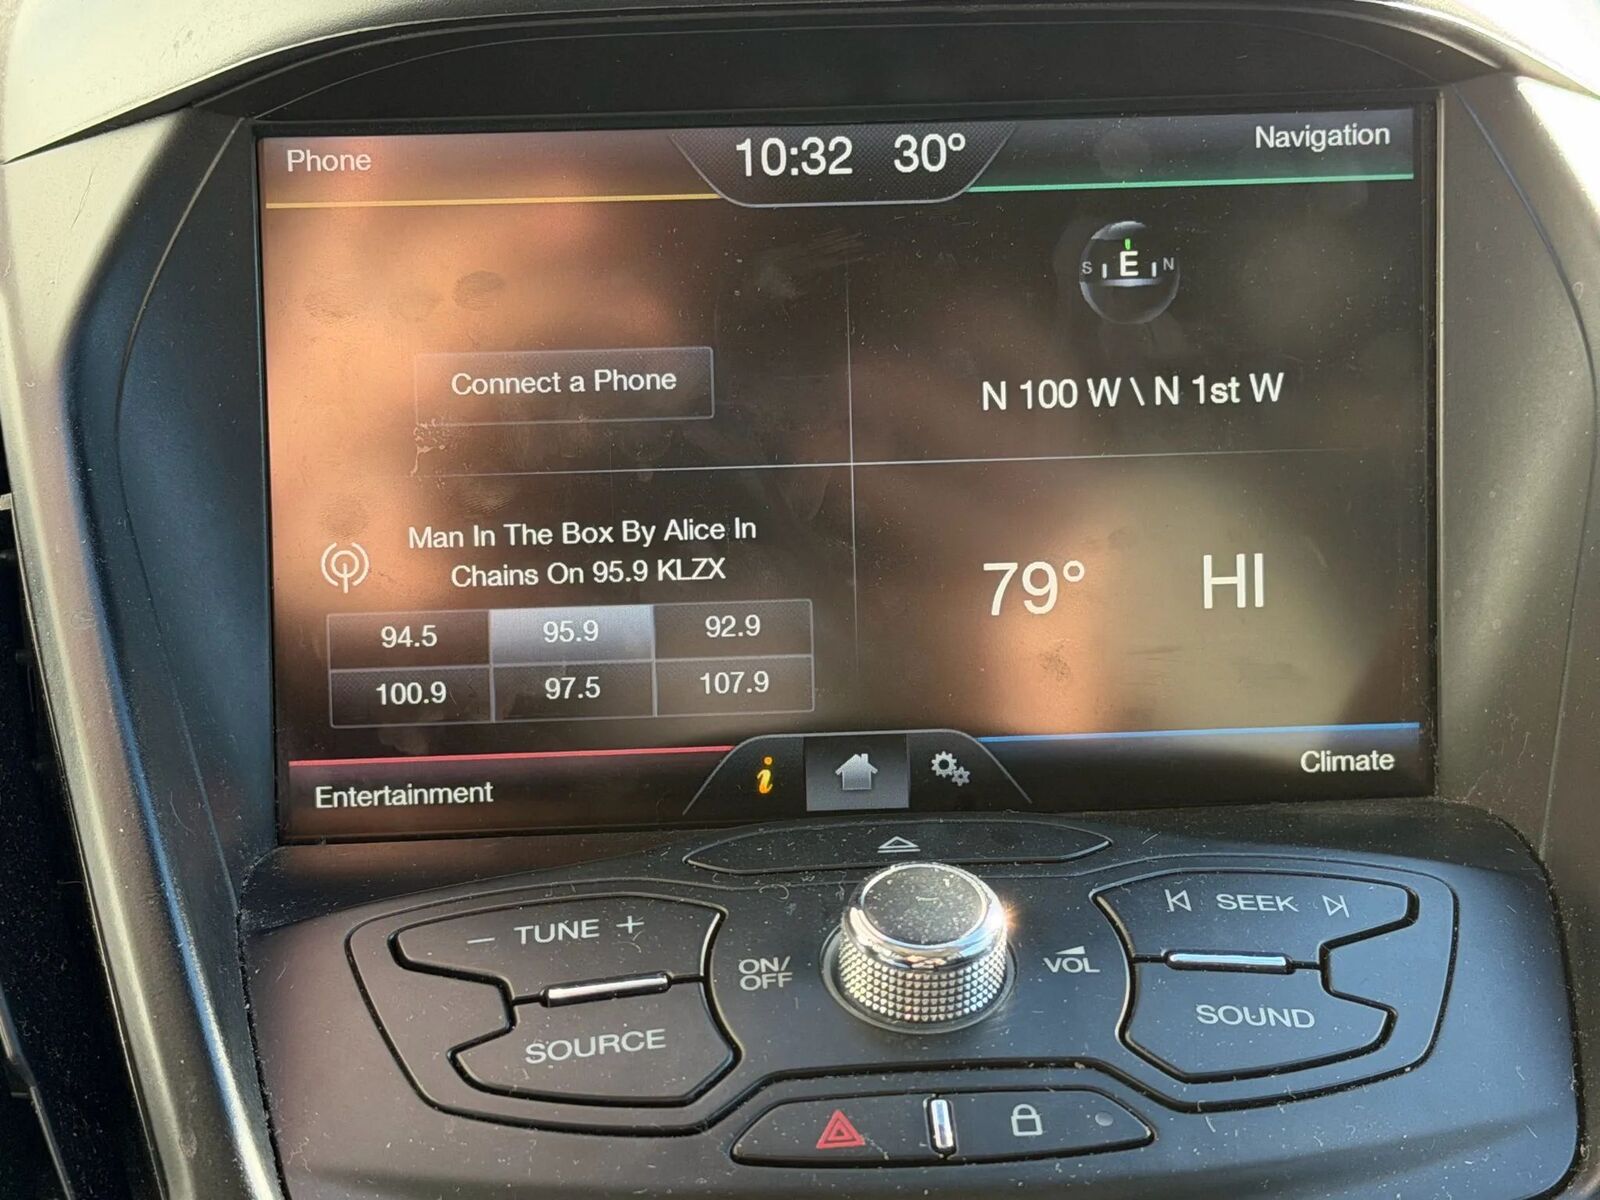 Phone
10:32 30°
Navigation
S E N
Connect a Phone
N 100 W \ N 1st W
Man In The Box By Alice In
Chains On 95.9 KLZX
94.5 95.9 92.9
100.9 97.5 107.9
79° HI
Entertainment
i
Climate
− TUNE +
SOURCE
ON/
OFF
VOL
SEEK
SOUND